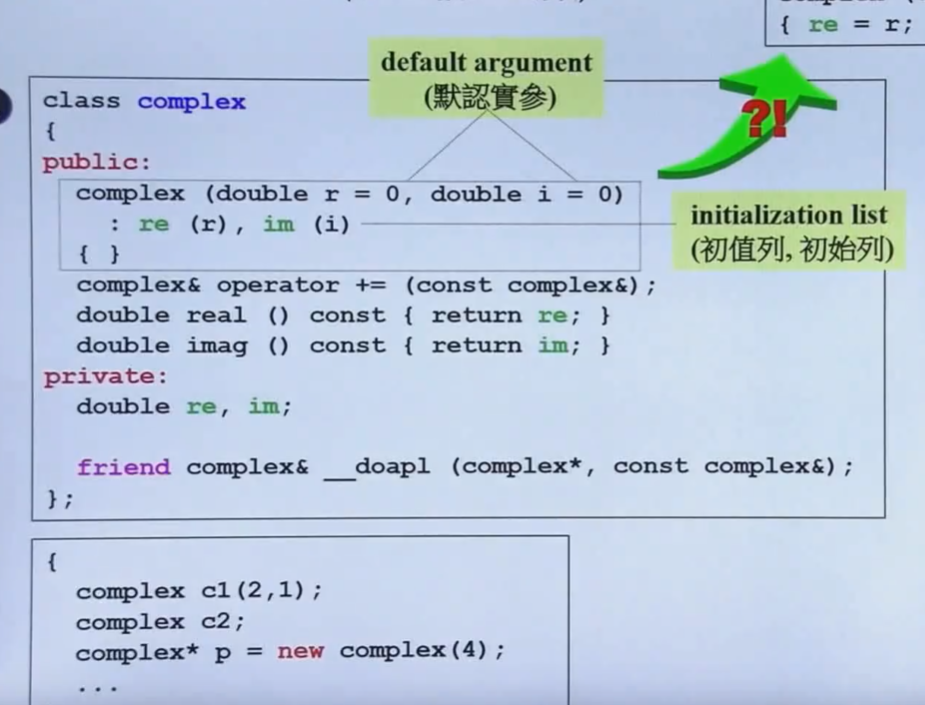 { re = r;
default argument
(默認實參)
class complex
{
public:
complex (double r = 0, double i = 0)
: re (r), im (i)
{ }
?!
initialization list
(初值列, 初始列)
complex& operator += (const complex&);
double real () const { return re; }
double imag () const { return im; }
private:
double re, im;
friend complex& __doapl (complex*, const complex&);
};
{
complex c1(2,1);
complex c2;
complex* p = new complex(4);
...